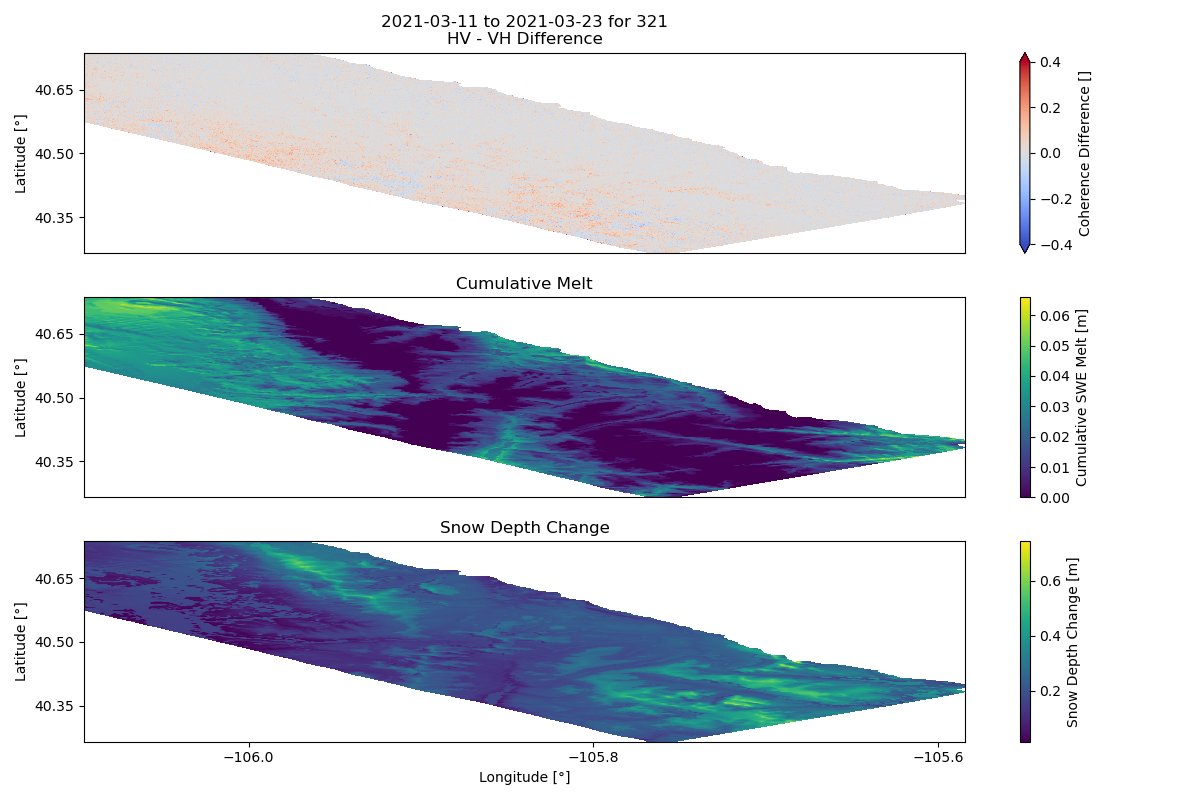 2021-03-11 to 2021-03-23 for 321
HV - VH Difference
40.65
40.50
40.35
Latitude [°]
0.4
0.2
0.0
−0.2
−0.4
Coherence Difference []
Cumulative Melt
40.65
40.50
40.35
Latitude [°]
0.06
0.05
0.04
0.03
0.02
0.01
0.00
Cumulative SWE Melt [m]
Snow Depth Change
40.65
40.50
40.35
Latitude [°]
0.6
0.4
0.2
Snow Depth Change [m]
−106.0
−105.8
−105.6
Longitude [°]